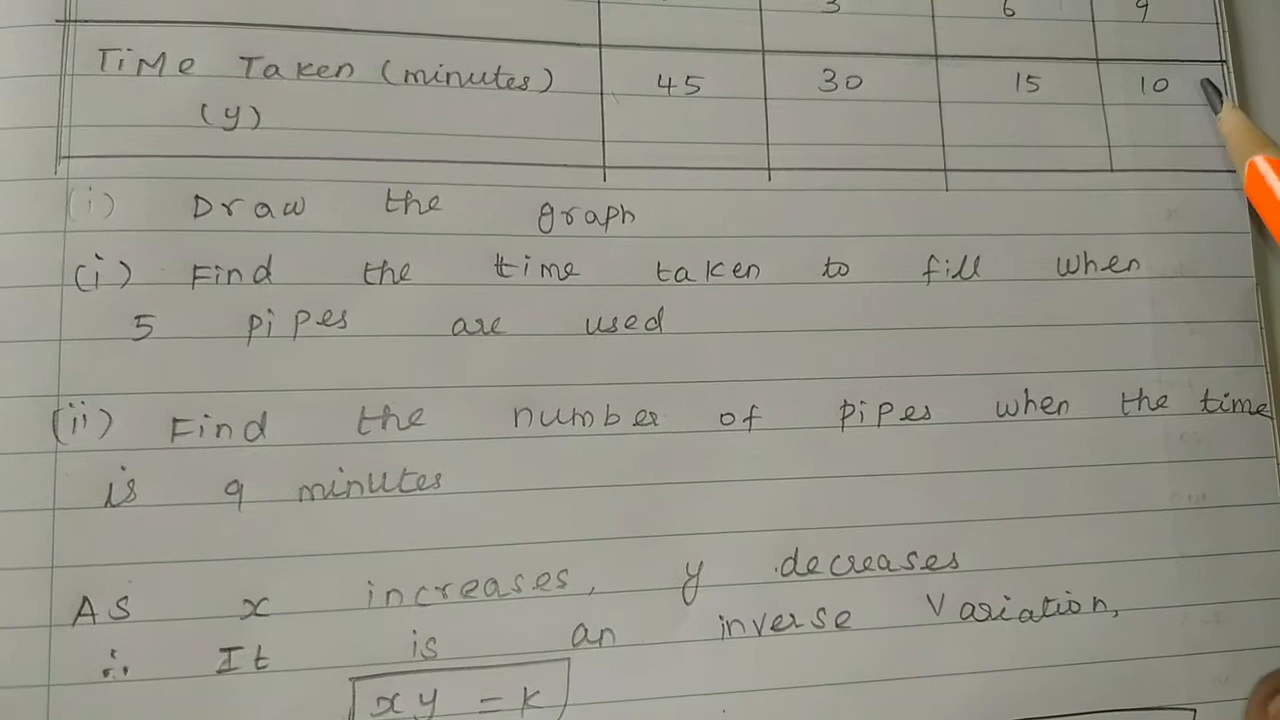 3 6 9
Time Taken (minutes) 45 30 15 10
(y)
(i) Draw the graph
(i) Find the time taken to fill when
5 pipes are used
(ii) Find the number of pipes when the time
is 9 minutes
As x increases, y decreases
∴ It is an inverse variation,
xy = k